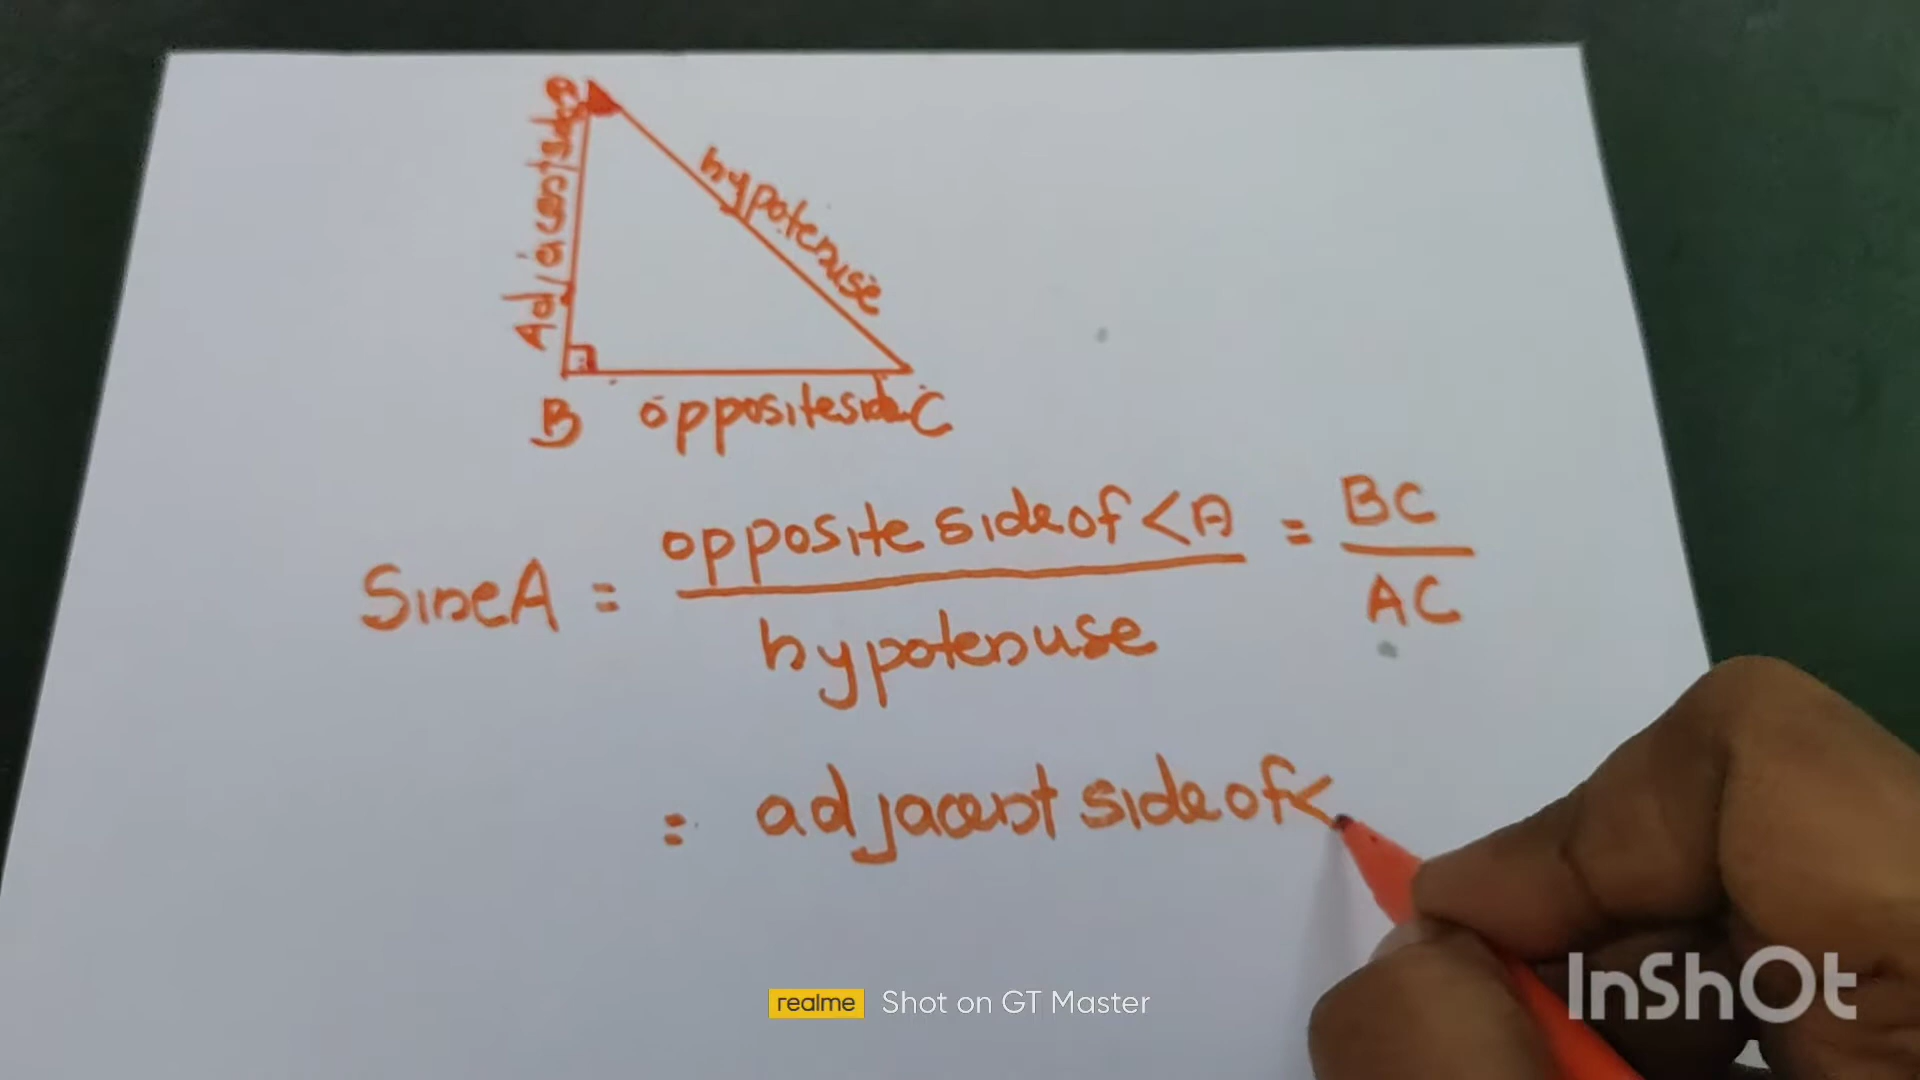 A
Adjacent side
hypotenuse
B opposite side C
Sine A = opposite side of <A = BC
hypotenuse AC
= adjacent side of <
realme Shot on GT Master
InShOt